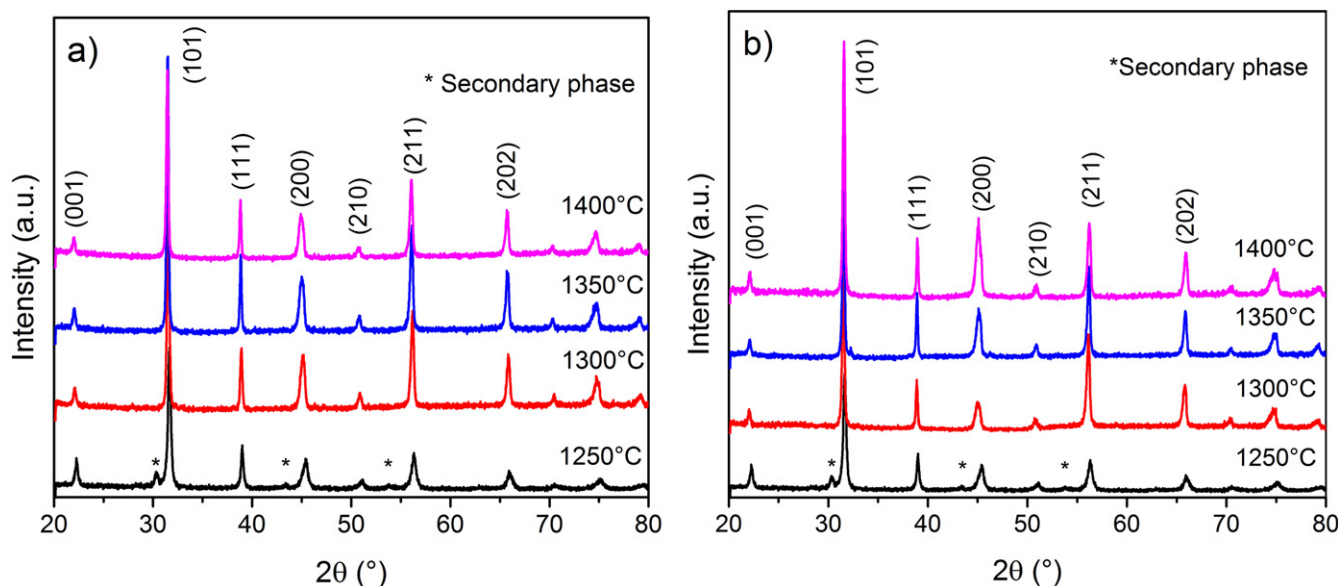 a)
(101)
* Secondary phase
(001)
(111)
(200)
(210)
(211)
(202)
1400°C
1350°C
1300°C
1250°C
*
*
*
Intensity (a.u.)
20 30 40 50 60 70 80
2θ (°)
b)
(101)
*Secondary phase
(001)
(111)
(200)
(210)
(211)
(202)
1400°C
1350°C
1300°C
1250°C
*
*
*
Intensity (a.u.)
20 30 40 50 60 70 80
2θ (°)